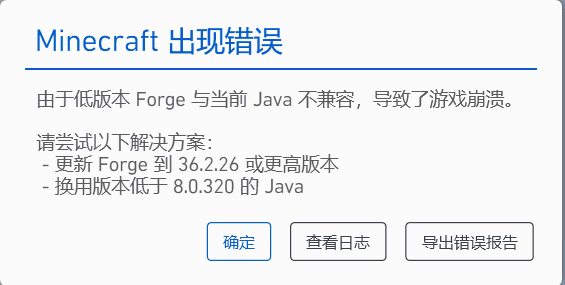 Minecraft 出现错误
由于低版本 Forge 与当前 Java 不兼容，导致了游戏崩溃。
请尝试以下解决方案：
- 更新 Forge 到 36.2.26 或更高版本
- 换用版本低于 8.0.320 的 Java
确定 查看日志 导出错误报告